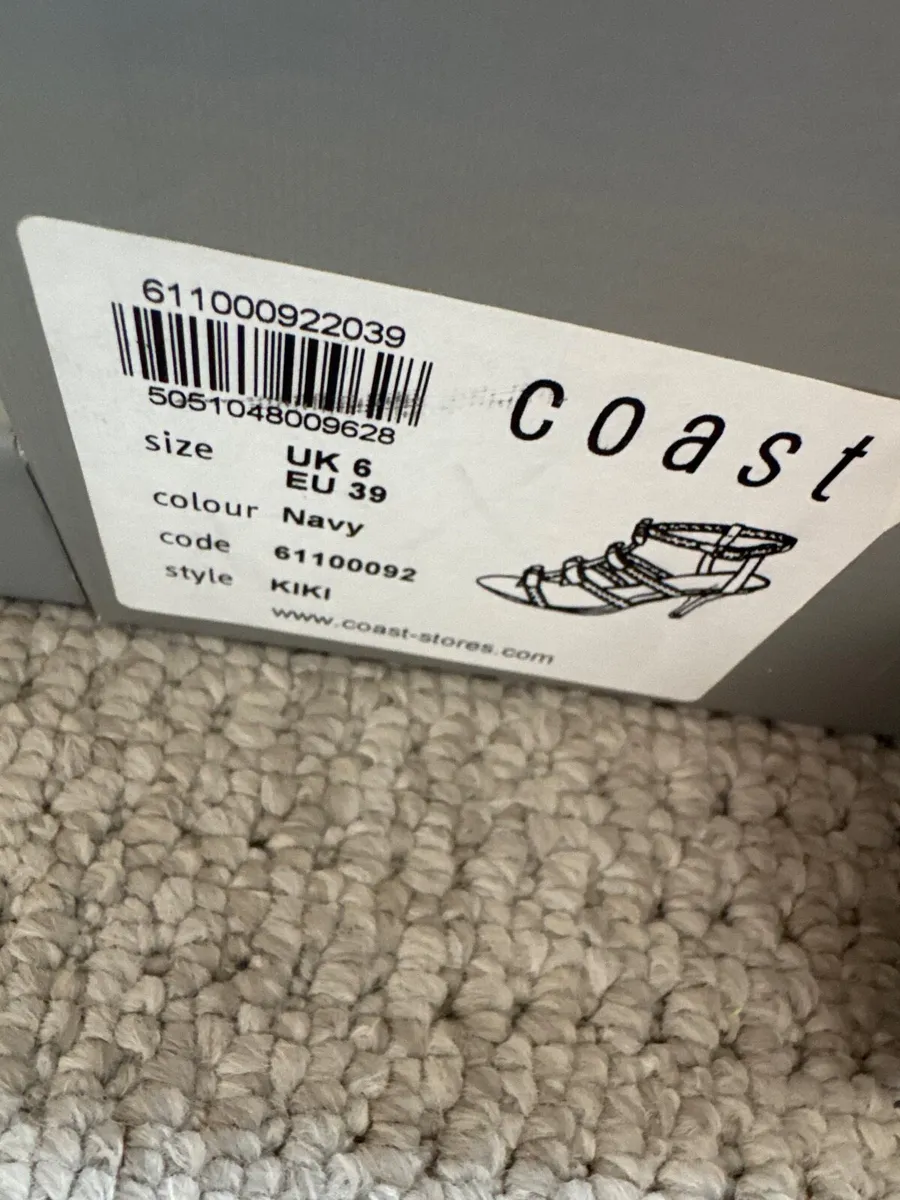 611000922039
5051048009628
coast
size UK 6
EU 39
colour Navy
code 61100092
style KIKI
www.coast-stores.com